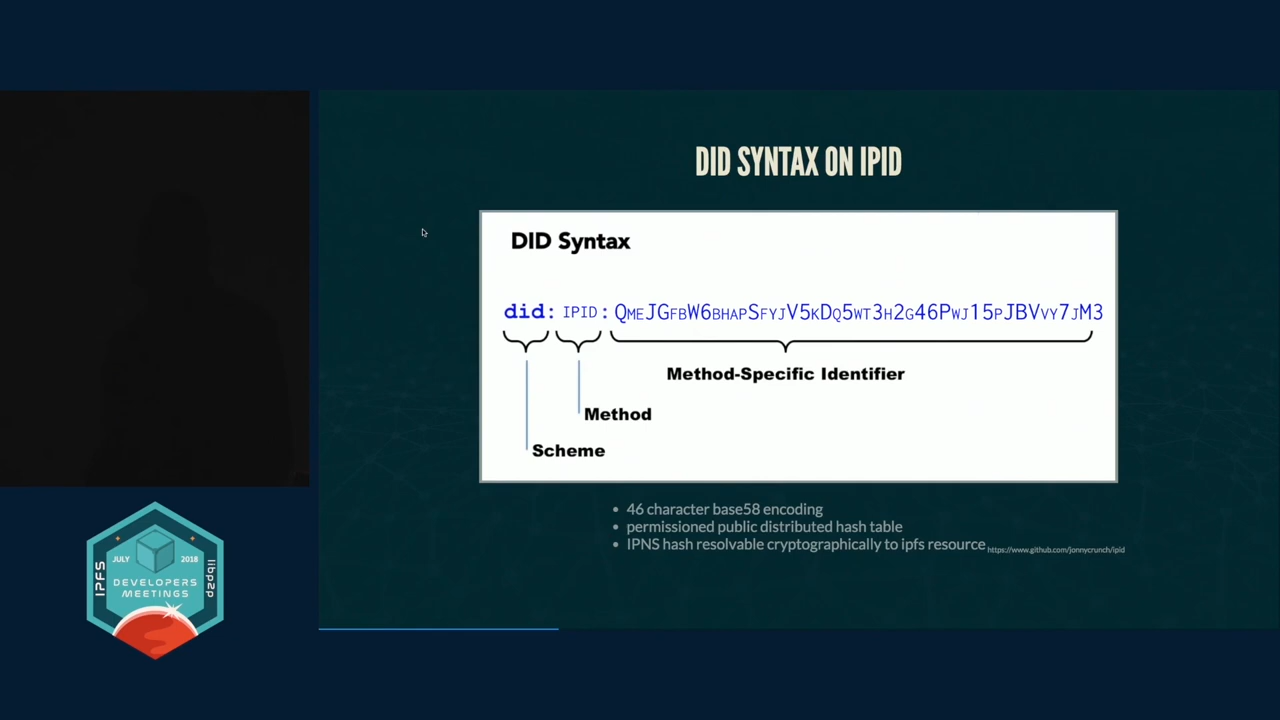 DID SYNTAX ON IPID
DID Syntax
did: IPID: QmeJGfbW6bhapSfyjV5kDq5wt3h2g46Pwj15pJBVvy7jM3
Method-Specific Identifier
Method
Scheme
• 46 character base58 encoding
• permissioned public distributed hash table
• IPNS hash resolvable cryptographically to ipfs resource https://www.github.com/jonnycrunch/ipid
IPFS
JULY 2018
libp2p
DEVELOPERS
MEETINGS